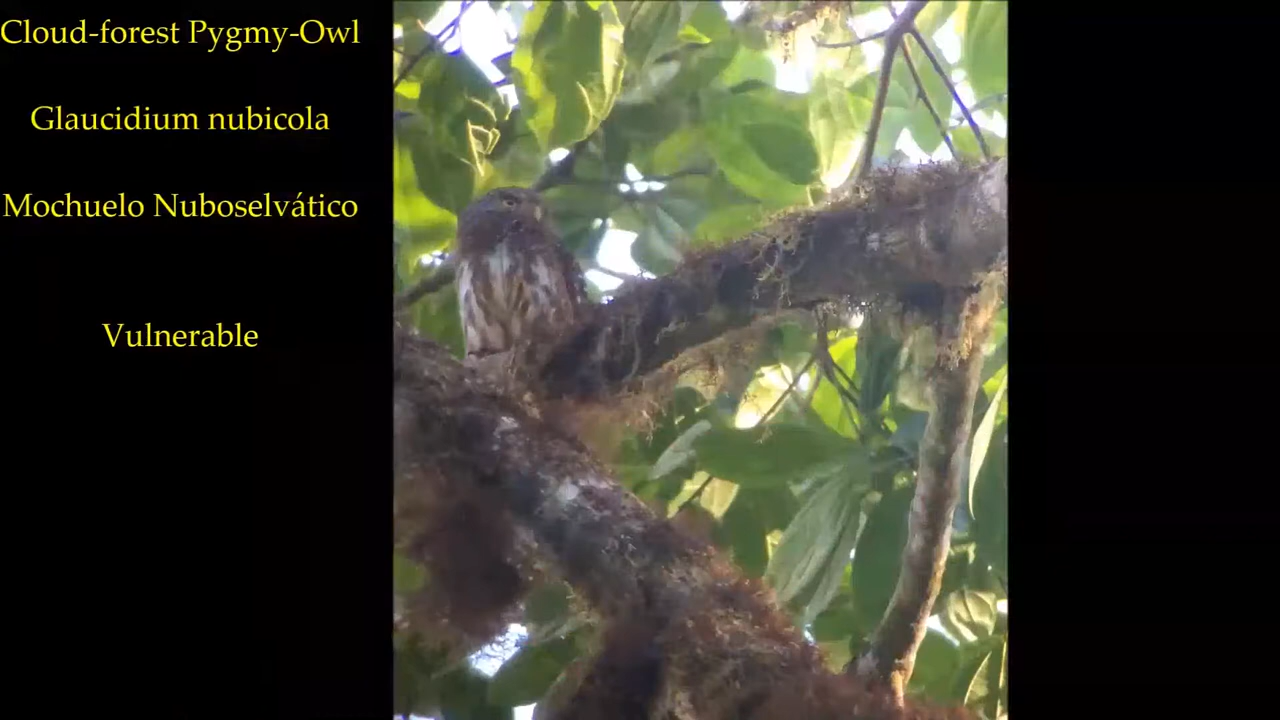 Cloud-forest Pygmy-Owl
Glaucidium nubicola
Mochuelo Nuboselvático
Vulnerable